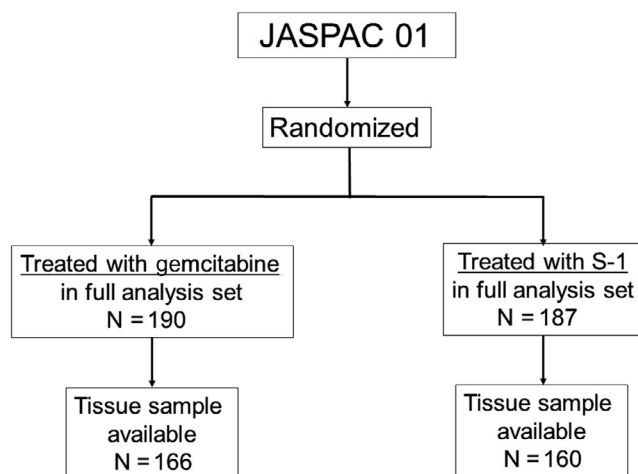 JASPAC 01
Randomized
Treated with gemcitabine
in full analysis set
N = 190
Treated with S-1
in full analysis set
N = 187
Tissue sample
available
N = 166
Tissue sample
available
N = 160